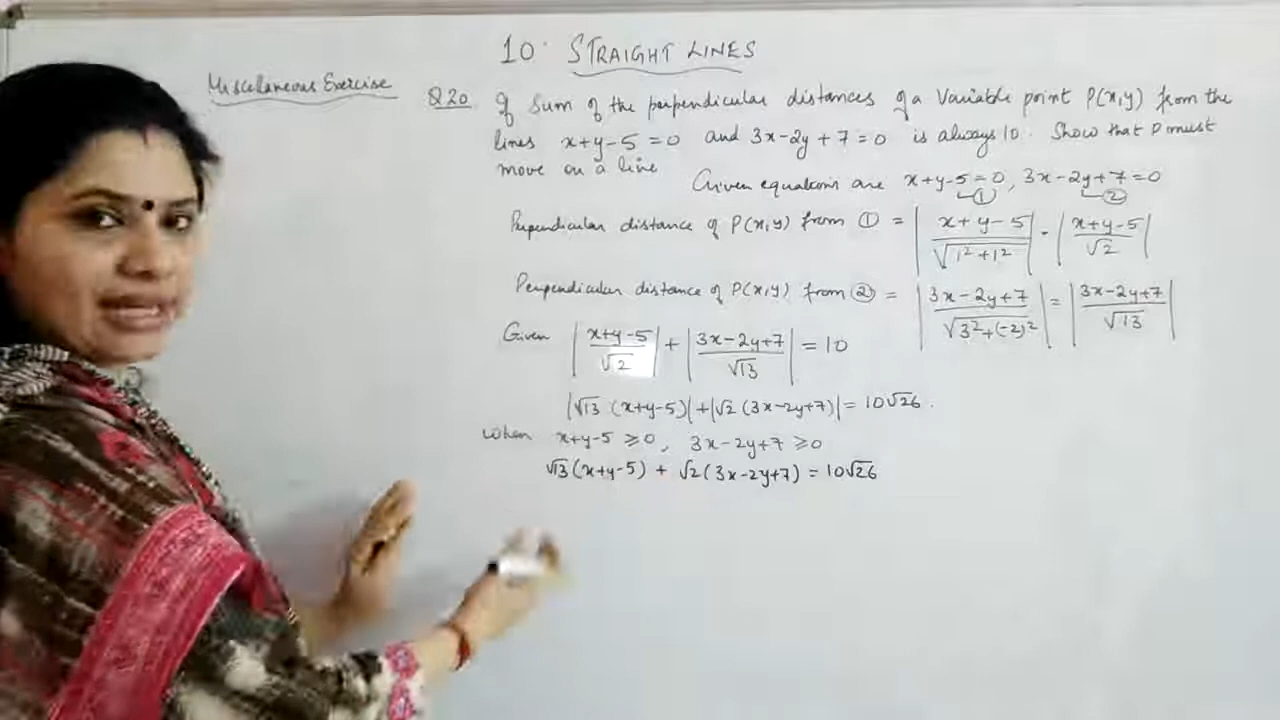 10. STRAIGHT LINES
Miscelaneous Exercise
Q20 If Sum of the perpendicular distances of a Variable point P(x,y) from the
lines x+y-5=0 and 3x-2y+7=0 is always 10. Show that P must
move on a line
Given equations are x+y-5=0, 3x-2y+7=0
① ②
Perpendicular distance of P(x,y) from ① = |x+y-5/√1²+1²| = |x+y-5/√2|
Perpendicular distance of P(x,y) from ② = |3x-2y+7/√3²+(-2)²| = |3x-2y+7/√13|
Given |x+y-5/√2| + |3x-2y+7/√13| = 10
|√13 (x+y-5)| + |√2 (3x-2y+7)| = 10√26.
When x+y-5 ≥0, 3x-2y+7 ≥0
√13(x+y-5) + √2(3x-2y+7) = 10√26